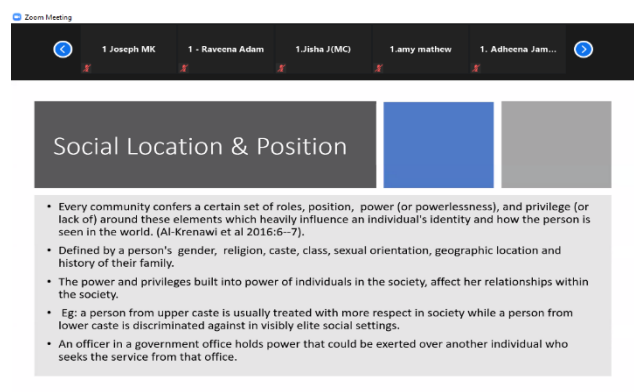 Zoom Meeting
1 Joseph MK
1 - Raveena Adam
1.Jisha J(MC)
1.amy mathew
1. Adheena Jam...
Social Location & Position
• Every community confers a certain set of roles, position, power (or powerlessness), and privilege (or
lack of) around these elements which heavily influence an individual's identity and how the person is
seen in the world. (Al-Krenawi et al 2016:6--7).
• Defined by a person's gender, religion, caste, class, sexual orientation, geographic location and
history of their family.
• The power and privileges built into power of individuals in the society, affect her relationships within
the society.
• Eg: a person from upper caste is usually treated with more respect in society while a person from
lower caste is discriminated against in visibly elite social settings.
• An officer in a government office holds power that could be exerted over another individual who
seeks the service from that office.